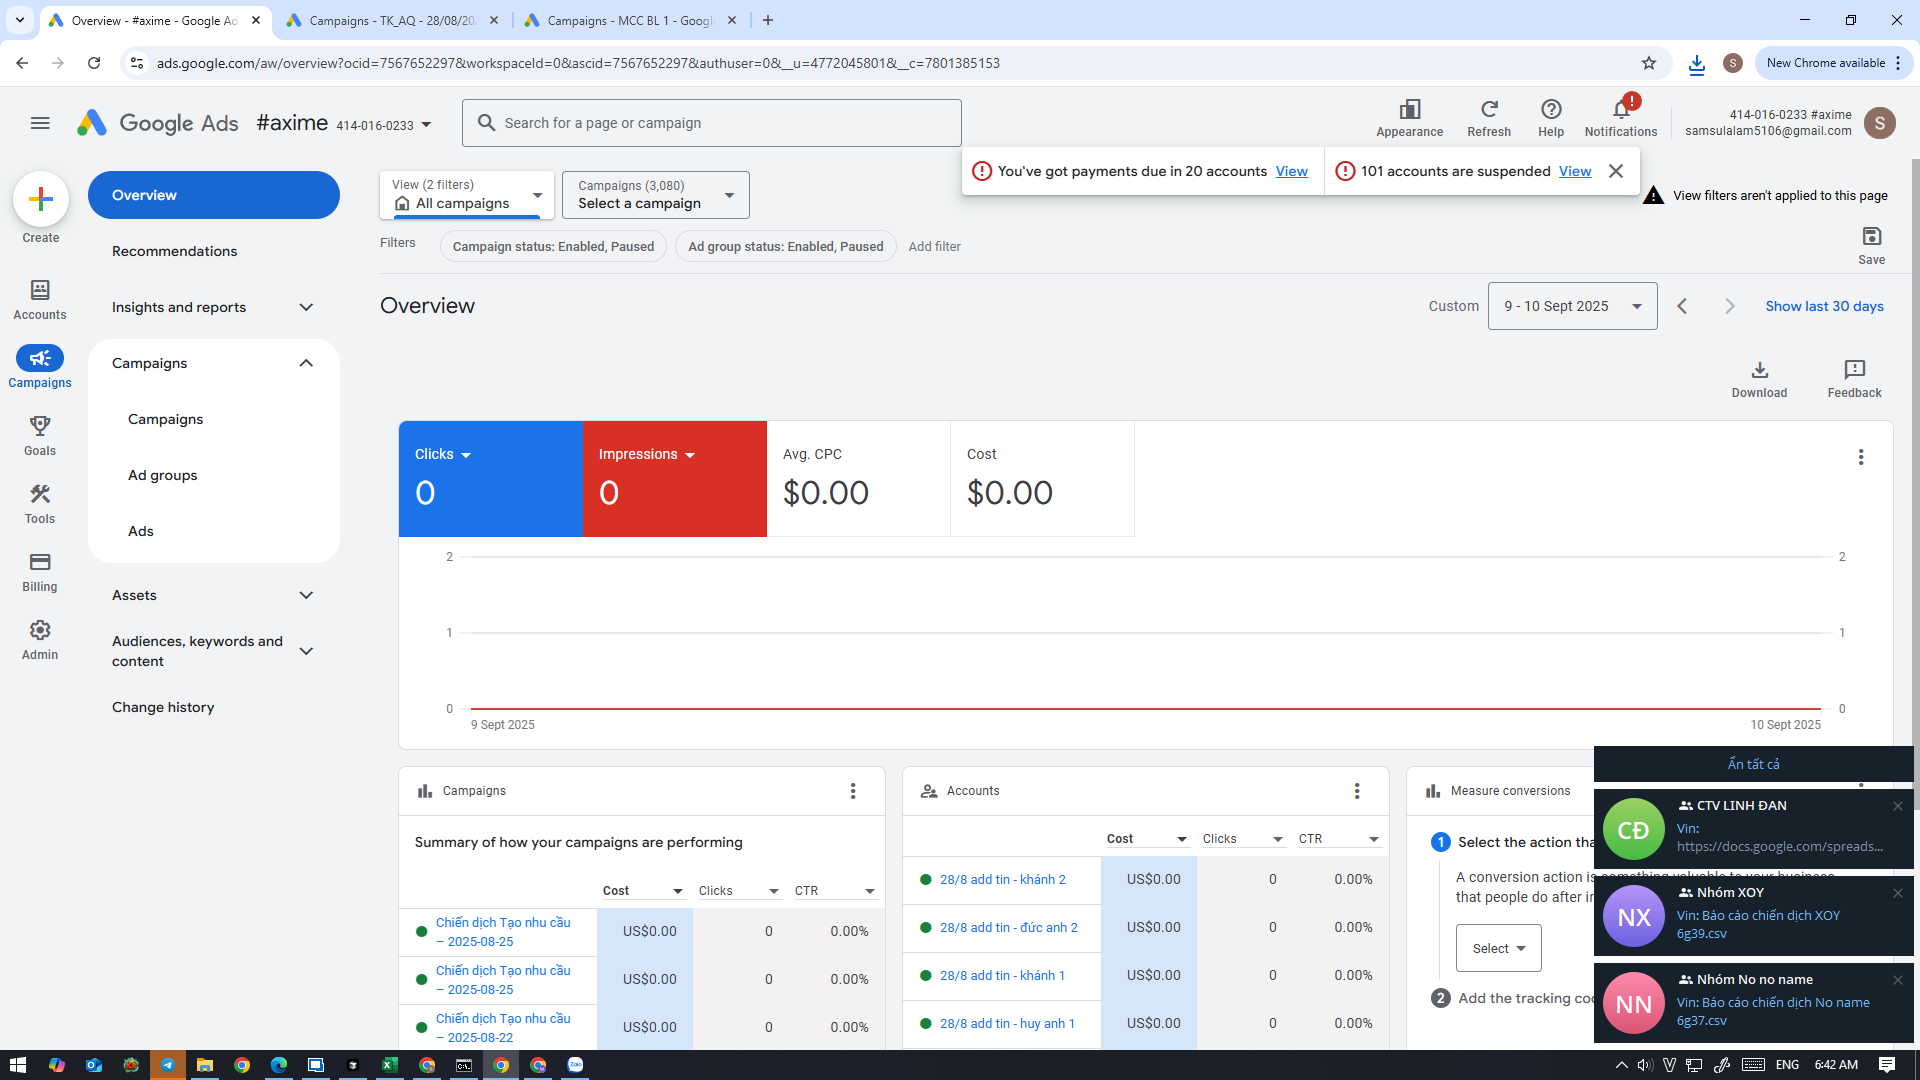 Overview - #axime - Google Ad
Campaigns - TK_AQ - 28/08/20
Campaigns - MCC BL 1 - Googl
ads.google.com/aw/overview?ocid=7567652297&workspaceId=0&ascid=7567652297&authuser=0&__u=4772045801&__c=7801385153
S
New Chrome available
Google Ads
#axime 414-016-0233
Search for a page or campaign
Appearance
Refresh
Help
!
Notifications
414-016-0233 #axime
samsulalam5106@gmail.com
S
You've got payments due in 20 accounts View
101 accounts are suspended View
View filters aren't applied to this page
Create
Accounts
Campaigns
Goals
Tools
Billing
Admin
Overview
Recommendations
Insights and reports
Campaigns
Campaigns
Ad groups
Ads
Assets
Audiences, keywords and
content
Change history
View (2 filters)
All campaigns
Campaigns (3,080)
Select a campaign
Filters
Campaign status: Enabled, Paused
Ad group status: Enabled, Paused
Add filter
Save
Overview
Custom
9 - 10 Sept 2025
Show last 30 days
Download
Feedback
Clicks
0
Impressions
0
Avg. CPC
$0.00
Cost
$0.00
2
2
1
1
0
0
9 Sept 2025
10 Sept 2025
Campaigns
Summary of how your campaigns are performing
Cost
Clicks
CTR
Chiến dịch Tạo nhu cầu
– 2025-08-25
US$0.00
0
0.00%
Chiến dịch Tạo nhu cầu
– 2025-08-25
US$0.00
0
0.00%
Chiến dịch Tạo nhu cầu
– 2025-08-22
US$0.00
0
0.00%
Accounts
Cost
Clicks
CTR
28/8 add tin - khánh 2
US$0.00
0
0.00%
28/8 add tin - đức anh 2
US$0.00
0
0.00%
28/8 add tin - khánh 1
US$0.00
0
0.00%
28/8 add tin - huy anh 1
US$0.00
0
0.00%
Measure conversions
1
Select the action tha
A conversion action is something valuable to your business
that people do after in
Select
2
Add the tracking co
Ẩn tất cả
CĐ
CTV LINH ĐAN
Vin:
https://docs.google.com/spreads...
NX
Nhóm XOY
Vin: Báo cáo chiến dịch XOY
6g39.csv
NN
Nhóm No no name
Vin: Báo cáo chiến dịch No name
6g37.csv
Zalo
V
ENG
6:42 AM